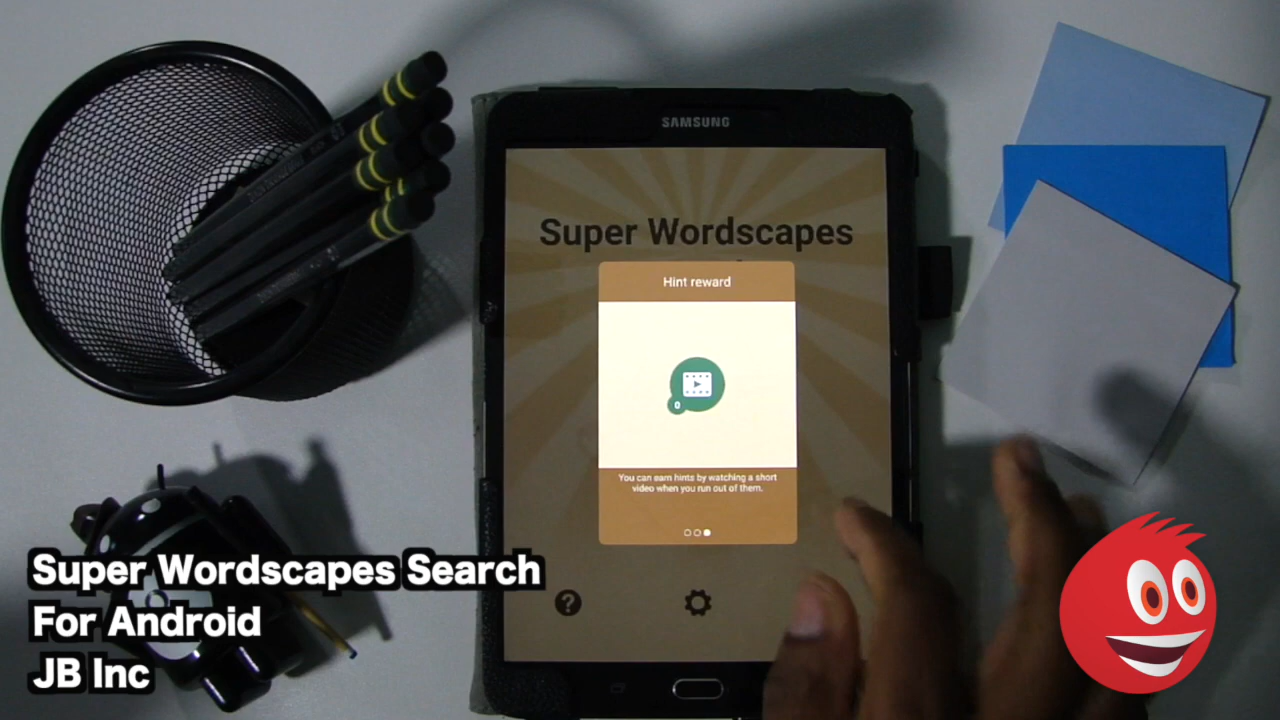 SAMSUNG
Super Wordscapes
Hint reward
0
You can earn hints by watching a short
video when you run out of them.
Super Wordscapes Search
For Android
JB Inc